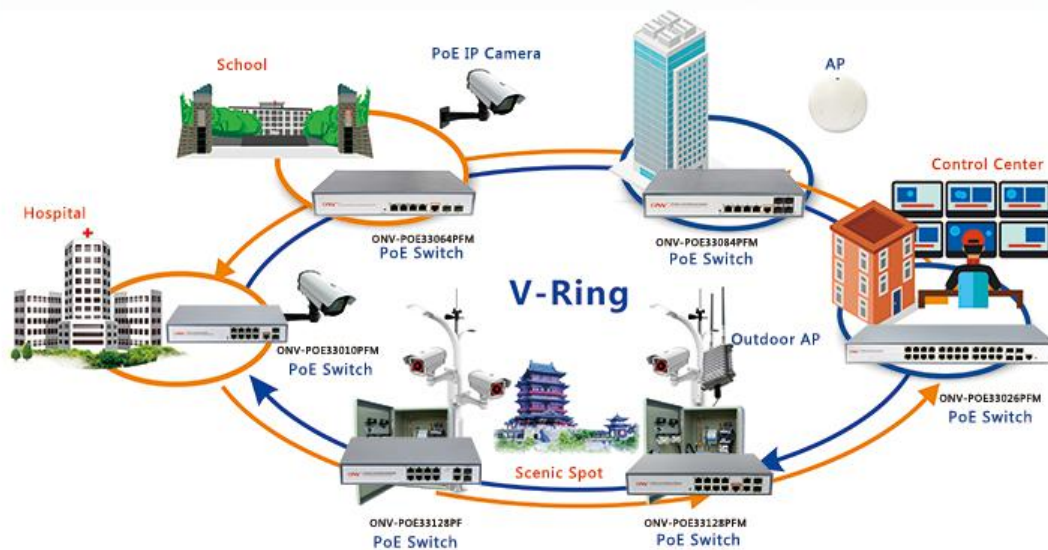 PoE IP Camera
School
AP
Control Center
Hospital
ONV-POE33064PFM
PoE Switch
ONV-POE33084PFM
PoE Switch
V-Ring
ONV-POE33010PFM
PoE Switch
Outdoor AP
ONV-POE33026PFM
PoE Switch
Scenic Spot
ONV-POE33128PF
PoE Switch
ONV-POE33128PFM
PoE Switch